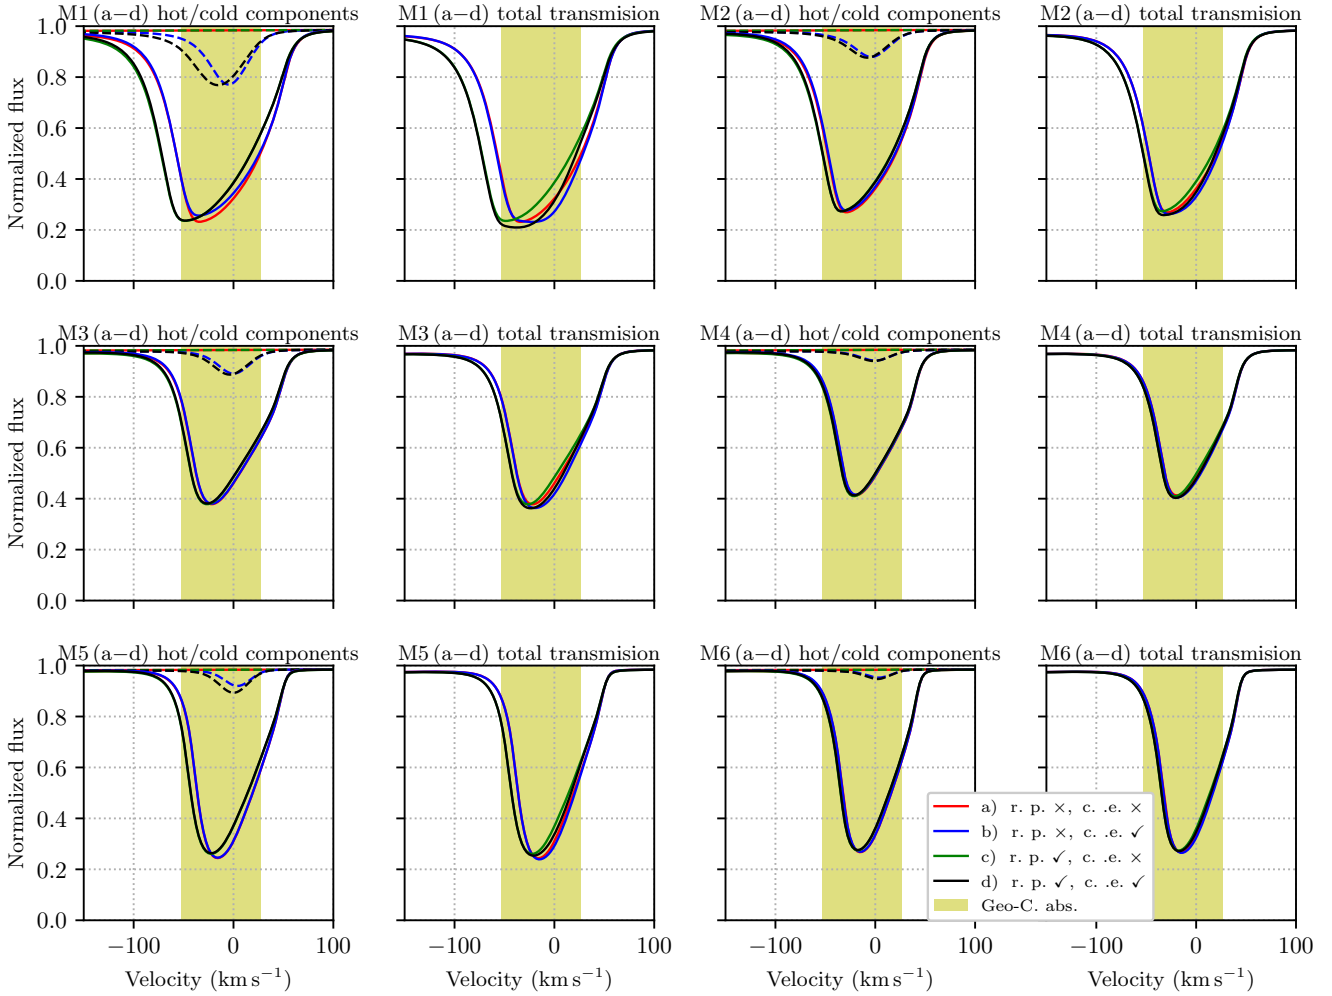 M1 (a−d) hot/cold components
M1 (a−d) total transmision
M2 (a−d) hot/cold components
M2 (a−d) total transmision
1.0
0.8
0.6
0.4
0.2
0.0
Normalized flux
M3 (a−d) hot/cold components
M3 (a−d) total transmision
M4 (a−d) hot/cold components
M4 (a−d) total transmision
1.0
0.8
0.6
0.4
0.2
0.0
Normalized flux
M5 (a−d) hot/cold components
M5 (a−d) total transmision
M6 (a−d) hot/cold components
M6 (a−d) total transmision
1.0
0.8
0.6
0.4
0.2
0.0
Normalized flux
a) r. p. ×, c. .e. ×
b) r. p. ×, c. .e. ✓
c) r. p. ✓, c. .e. ×
d) r. p. ✓, c. .e. ✓
Geo-C. abs.
−100 0 100
−100 0 100
−100 0 100
−100 0 100
Velocity (km s⁻¹)
Velocity (km s⁻¹)
Velocity (km s⁻¹)
Velocity (km s⁻¹)